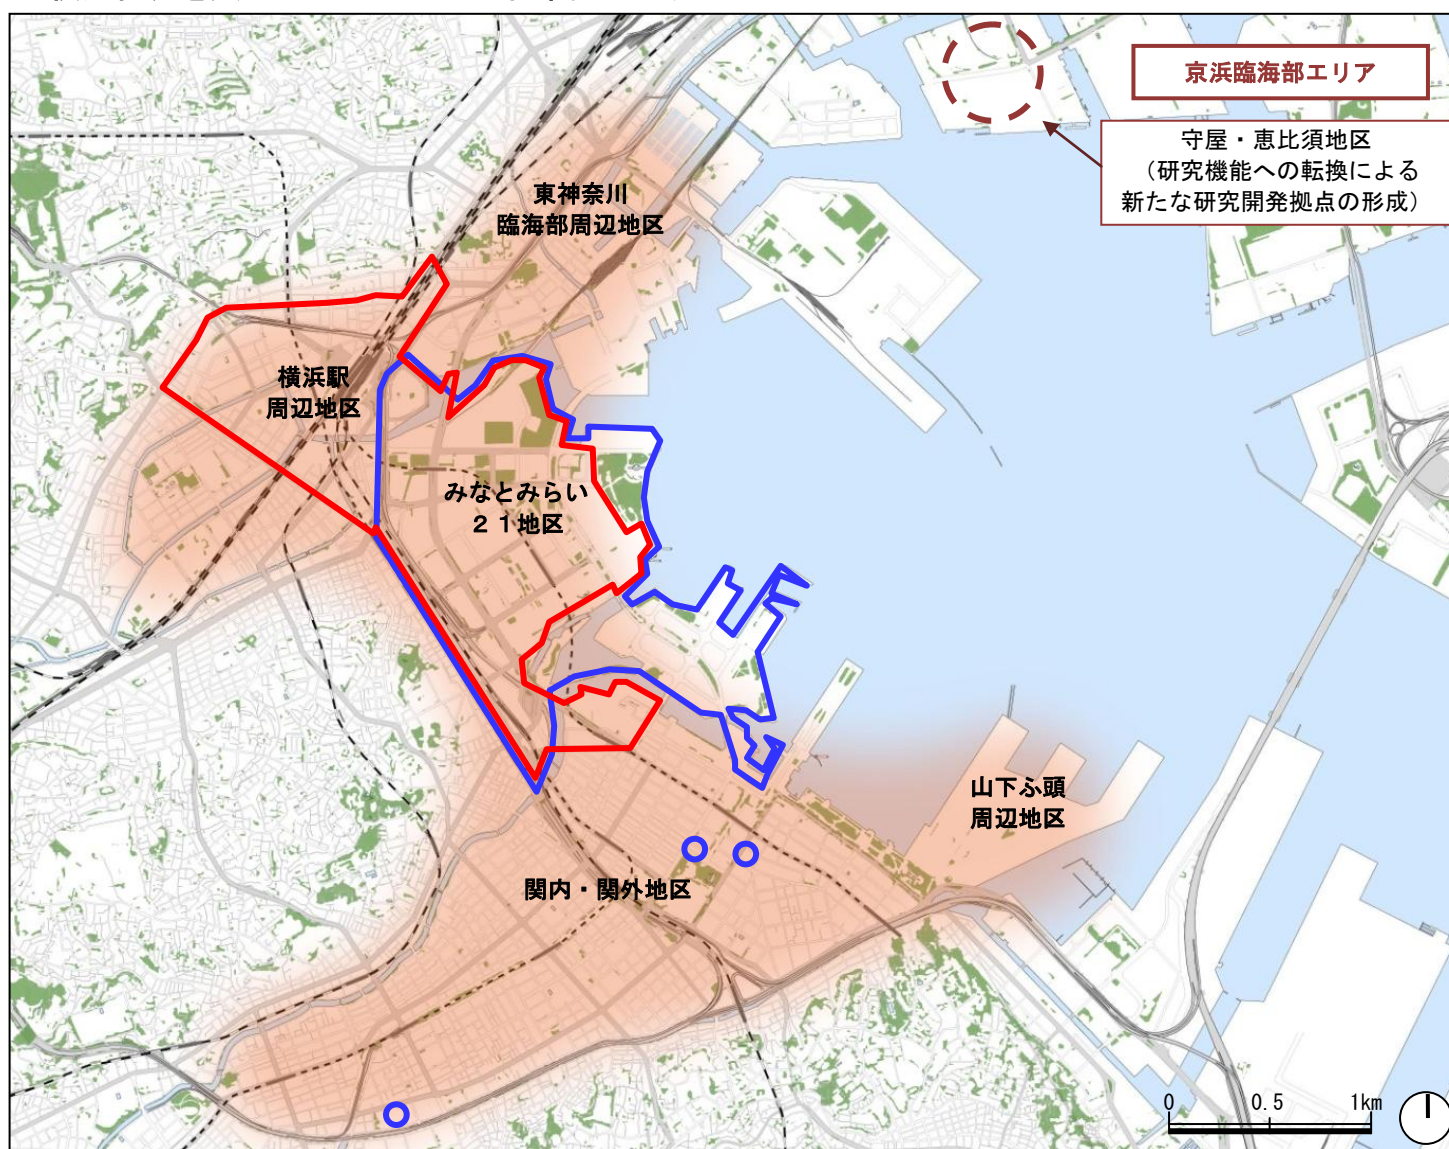 京浜臨海部エリア
守屋・恵比須地区
（研究機能への転換による
新たな研究開発拠点の形成）
東神奈川
臨海部周辺地区
横浜駅
周辺地区
みなとみらい
２１地区
山下ふ頭
周辺地区
関内・関外地区
0 0.5 1km